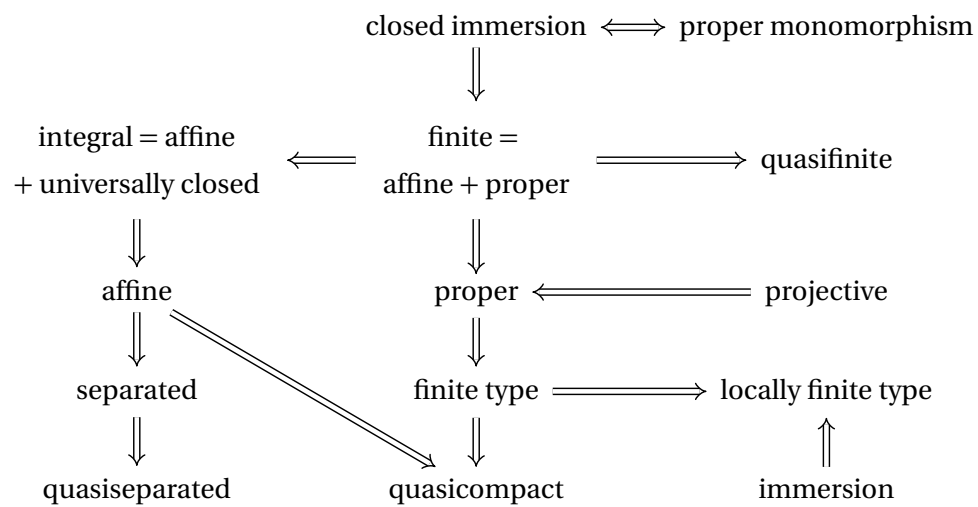 closed immersion ⟺ proper monomorphism
integral = affine
+ universally closed
finite =
affine + proper
quasifinite
affine
proper
projective
separated
finite type
locally finite type
quasiseparated
quasicompact
immersion